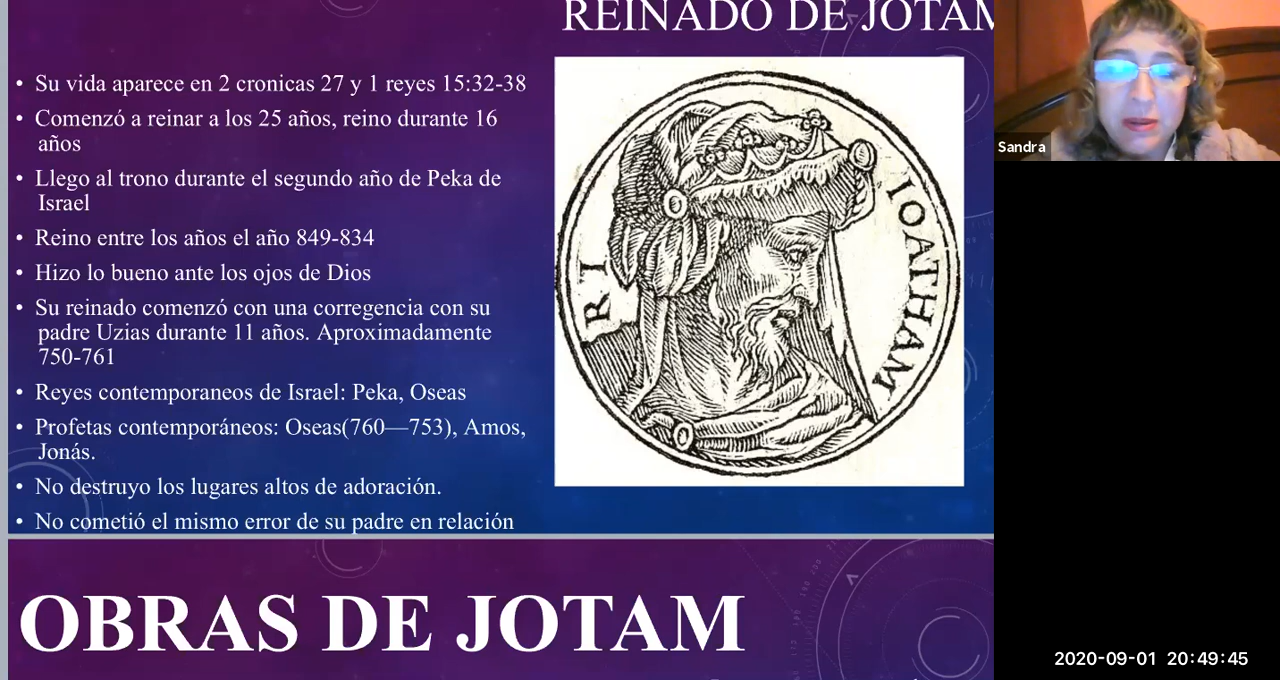 REINADO DE JOTAM
• Su vida aparece en 2 cronicas 27 y 1 reyes 15:32-38
• Comenzó a reinar a los 25 años, reino durante 16
años
• Llego al trono durante el segundo año de Peka de
Israel
• Reino entre los años el año 849-834
• Hizo lo bueno ante los ojos de Dios
• Su reinado comenzó con una corregencia con su
padre Uzias durante 11 años. Aproximadamente
750-761
• Reyes contemporaneos de Israel: Peka, Oseas
• Profetas contemporáneos: Oseas(760—753), Amos,
Jonás.
• No destruyo los lugares altos de adoración.
• No cometió el mismo error de su padre en relación
RI
IOATHAM
OBRAS DE JOTAM
Sandra
2020-09-01 20:49:45